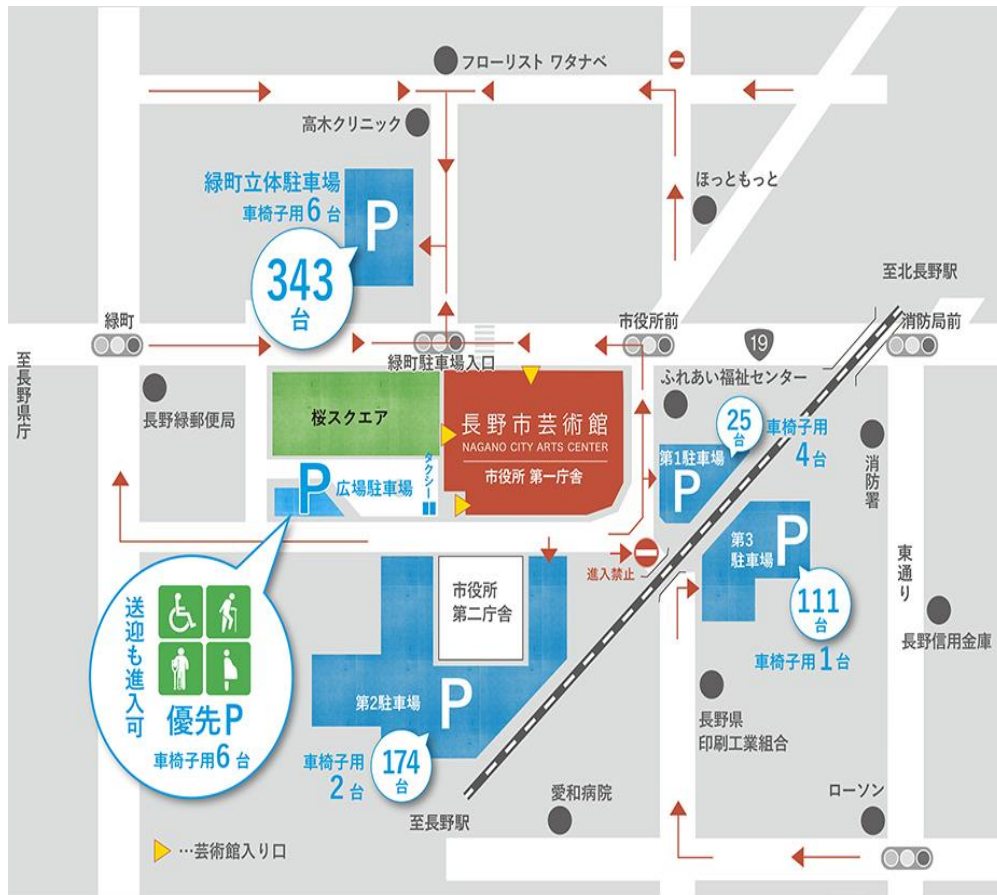 フローリスト ワタナベ
高木クリニック
緑町立体駐車場
車椅子用6台
P
343
台
ほっともっと
至北長野駅
緑町
市役所前
19
消防局前
緑町駐車場入口
至長野県庁
長野緑郵便局
桜スクエア
長野市芸術館
NAGANO CITY ARTS CENTER
市役所 第一庁舎
ふれあい福祉センター
25
台
車椅子用
4台
第1駐車場
P
消防署
P
広場駐車場
タクシー
第3
駐車場
P
進入禁止
市役所
第二庁舎
111
台
車椅子用1台
東通り
長野信用金庫
送迎も進入可
優先P
車椅子用6台
第2駐車場
P
車椅子用
2台
174
台
長野県
印刷工業組合
至長野駅
愛和病院
ローソン
…芸術館入り口